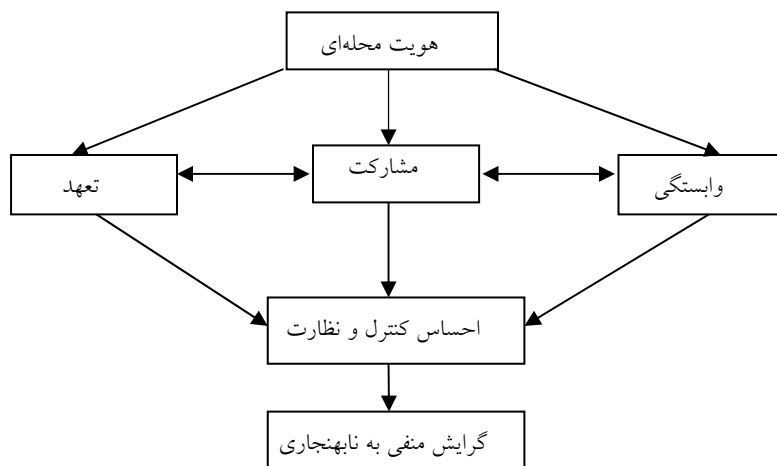 هویت محله‌ای
وابستگی
مشارکت
تعهد
احساس کنترل و نظارت
گرایش منفی به نابهنجاری